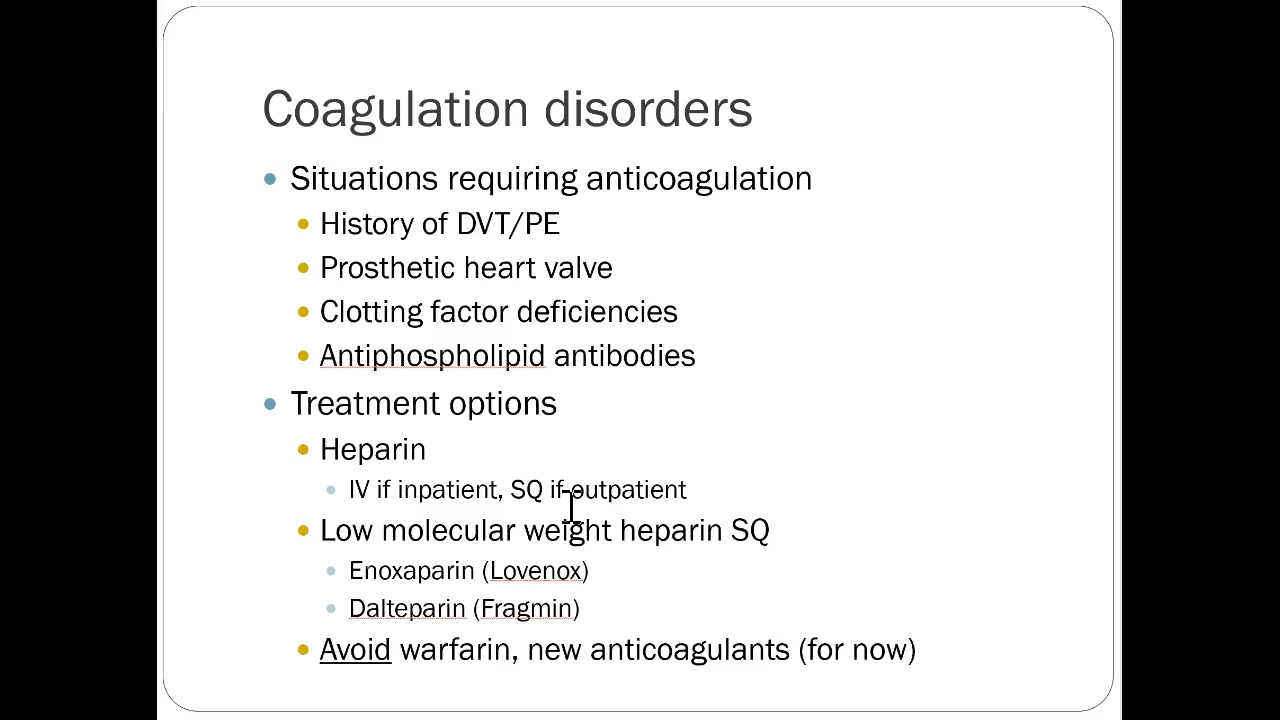 Coagulation disorders
Situations requiring anticoagulation
History of DVT/PE
Prosthetic heart valve
Clotting factor deficiencies
Antiphospholipid antibodies
Treatment options
Heparin
IV if inpatient, SQ if outpatient
Low molecular weight heparin SQ
Enoxaparin (Lovenox)
Dalteparin (Fragmin)
Avoid warfarin, new anticoagulants (for now)